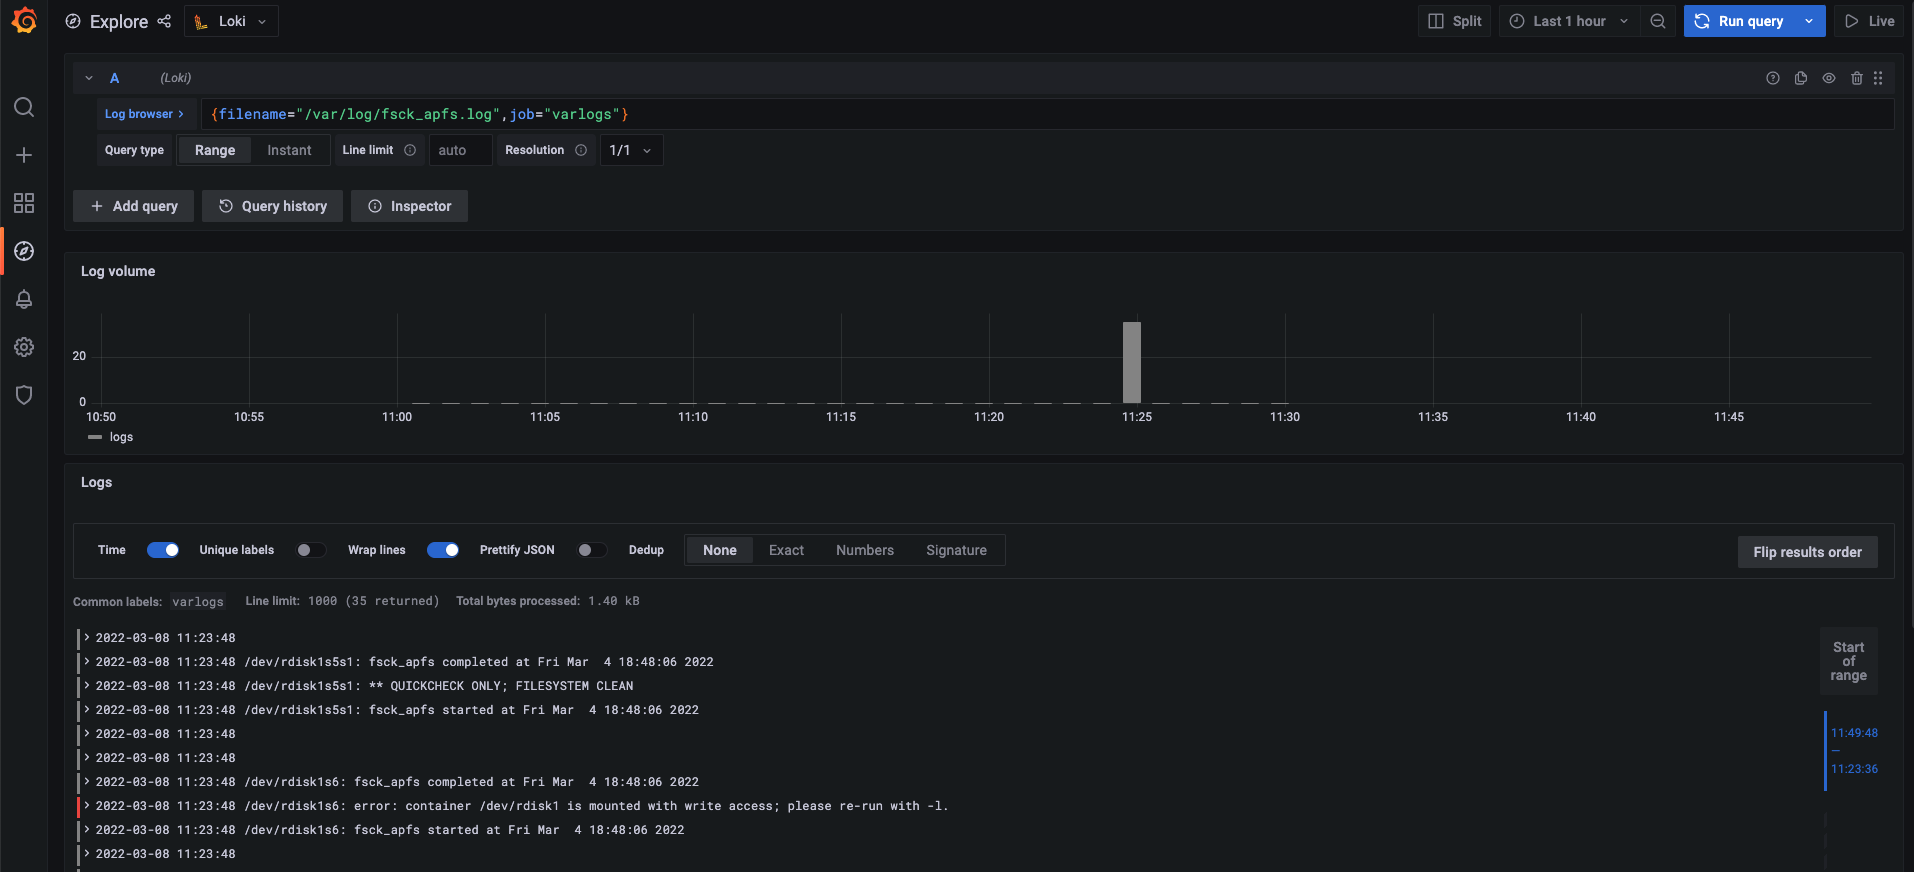 Explore Loki Split Last 1 hour Run query Live
A (Loki)
Log browser > {filename="/var/log/fsck_apfs.log",job="varlogs"}
Query type Range Instant Line limit auto Resolution 1/1
+ Add query Query history Inspector
Log volume
20
0
10:50 10:55 11:00 11:05 11:10 11:15 11:20 11:25 11:30 11:35 11:40 11:45
logs
Logs
Time Unique labels Wrap lines Prettify JSON Dedup None Exact Numbers Signature Flip results order
Common labels: varlogs Line limit: 1000 (35 returned) Total bytes processed: 1.40 kB
> 2022-03-08 11:23:48
> 2022-03-08 11:23:48 /dev/rdisk1s5s1: fsck_apfs completed at Fri Mar  4 18:48:06 2022
> 2022-03-08 11:23:48 /dev/rdisk1s5s1: ** QUICKCHECK ONLY; FILESYSTEM CLEAN
> 2022-03-08 11:23:48 /dev/rdisk1s5s1: fsck_apfs started at Fri Mar  4 18:48:06 2022
> 2022-03-08 11:23:48
> 2022-03-08 11:23:48
> 2022-03-08 11:23:48 /dev/rdisk1s6: fsck_apfs completed at Fri Mar  4 18:48:06 2022
> 2022-03-08 11:23:48 /dev/rdisk1s6: error: container /dev/rdisk1 is mounted with write access; please re-run with -l.
> 2022-03-08 11:23:48 /dev/rdisk1s6: fsck_apfs started at Fri Mar  4 18:48:06 2022
> 2022-03-08 11:23:48
Start
of
range
11:49:48
—
11:23:36